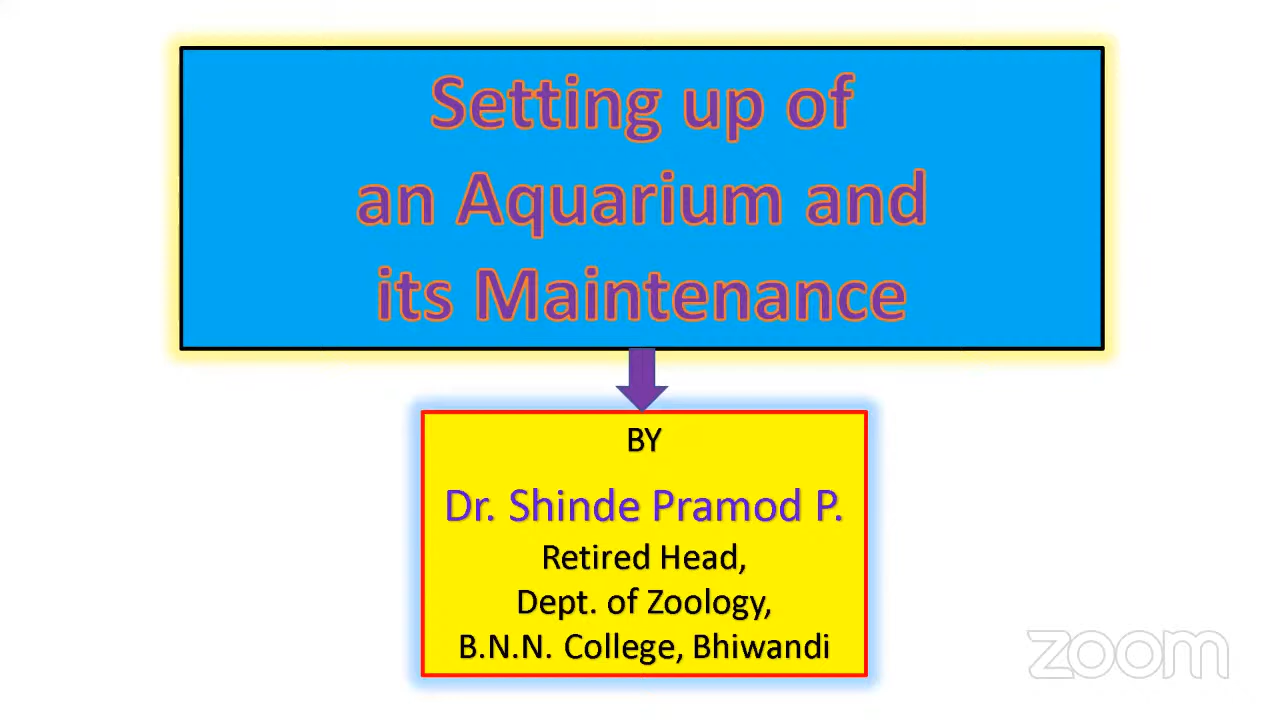 Setting up of
an Aquarium and
its Maintenance
BY
Dr. Shinde Pramod P.
Retired Head,
Dept. of Zoology,
B.N.N. College, Bhiwandi
zoom